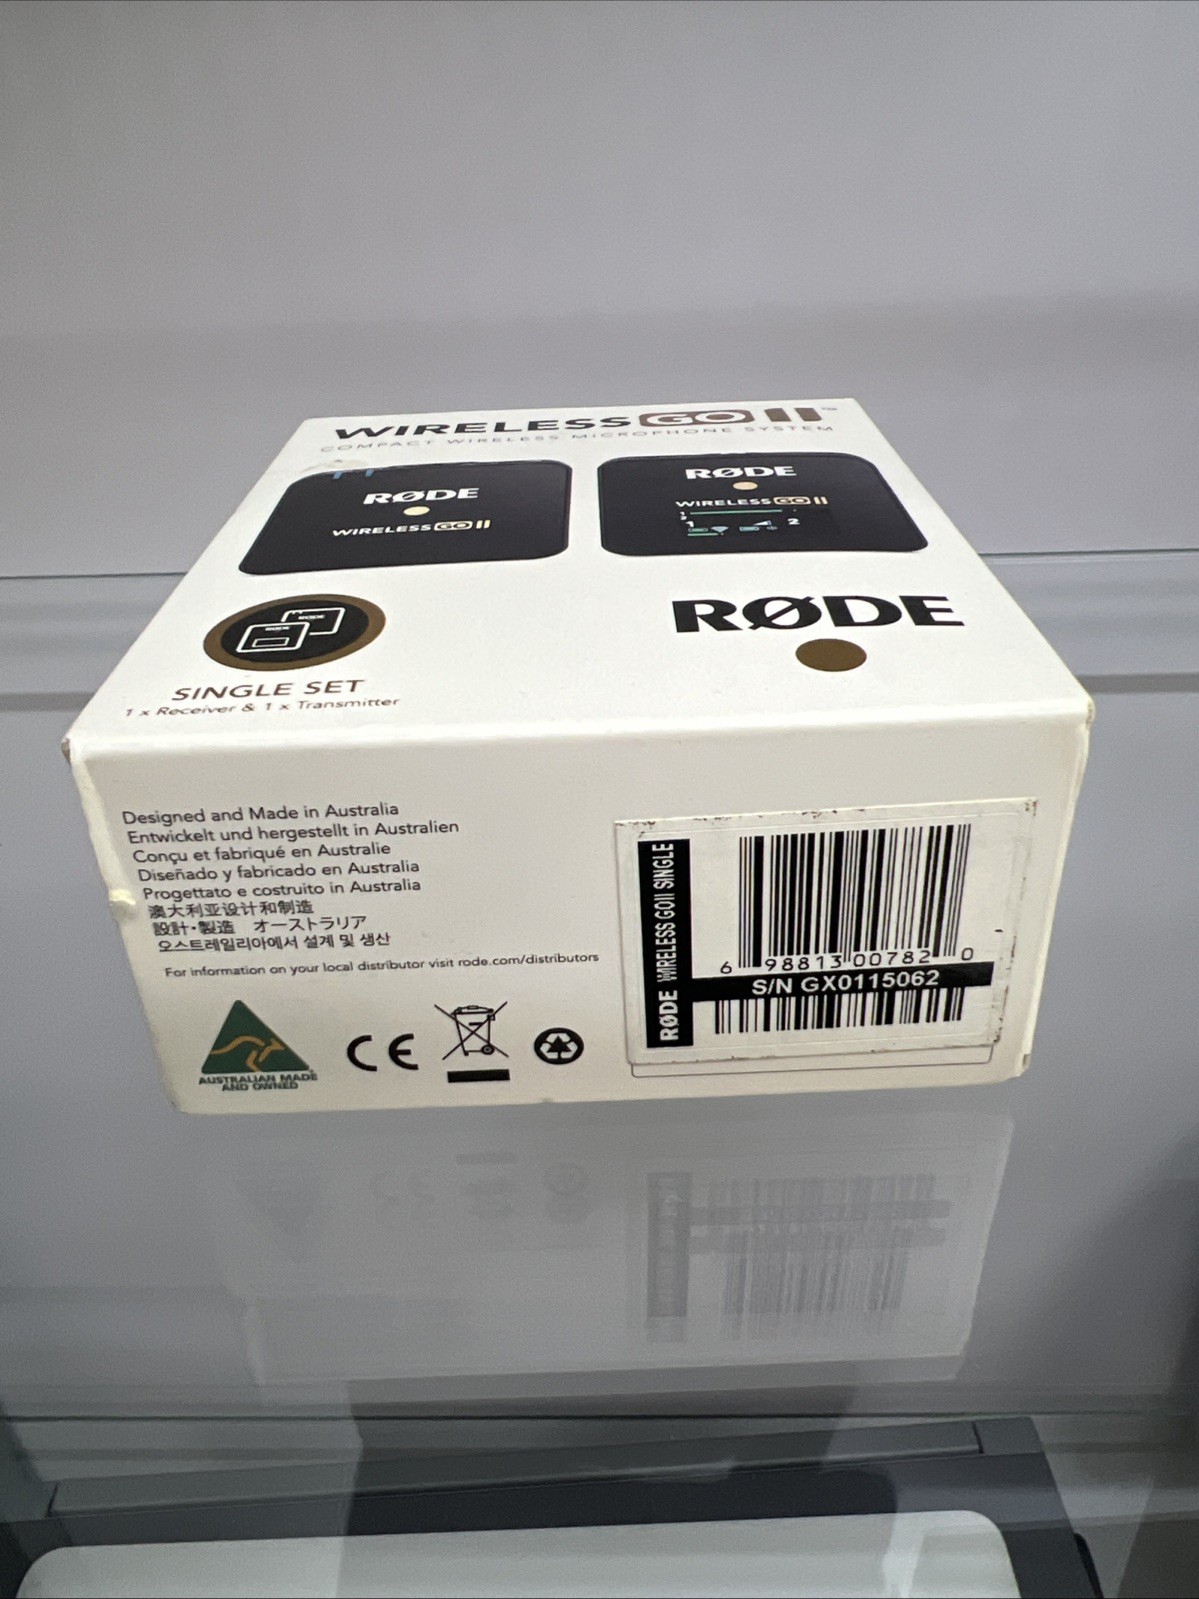 WIRELESS GO II™
COMPACT WIRELESS MICROPHONE SYSTEM
RØDE
WIRELESS GO II
RØDE
WIRELESS GO II
1 2
RØDE
SINGLE SET
1 x Receiver & 1 x Transmitter
Designed and Made in Australia
Entwickelt und hergestellt in Australien
Conçu et fabriqué en Australie
Diseñado y fabricado en Australia
Progettato e costruito in Australia
澳大利亚设计和制造
設計・製造 オーストラリア
오스트레일리아에서 설계 및 생산
For information on your local distributor visit rode.com/distributors
AUSTRALIAN MADE
AND OWNED
CE
RØDE WIRELESS GOII SINGLE
6 98813 00782 0
S/N GX0115062